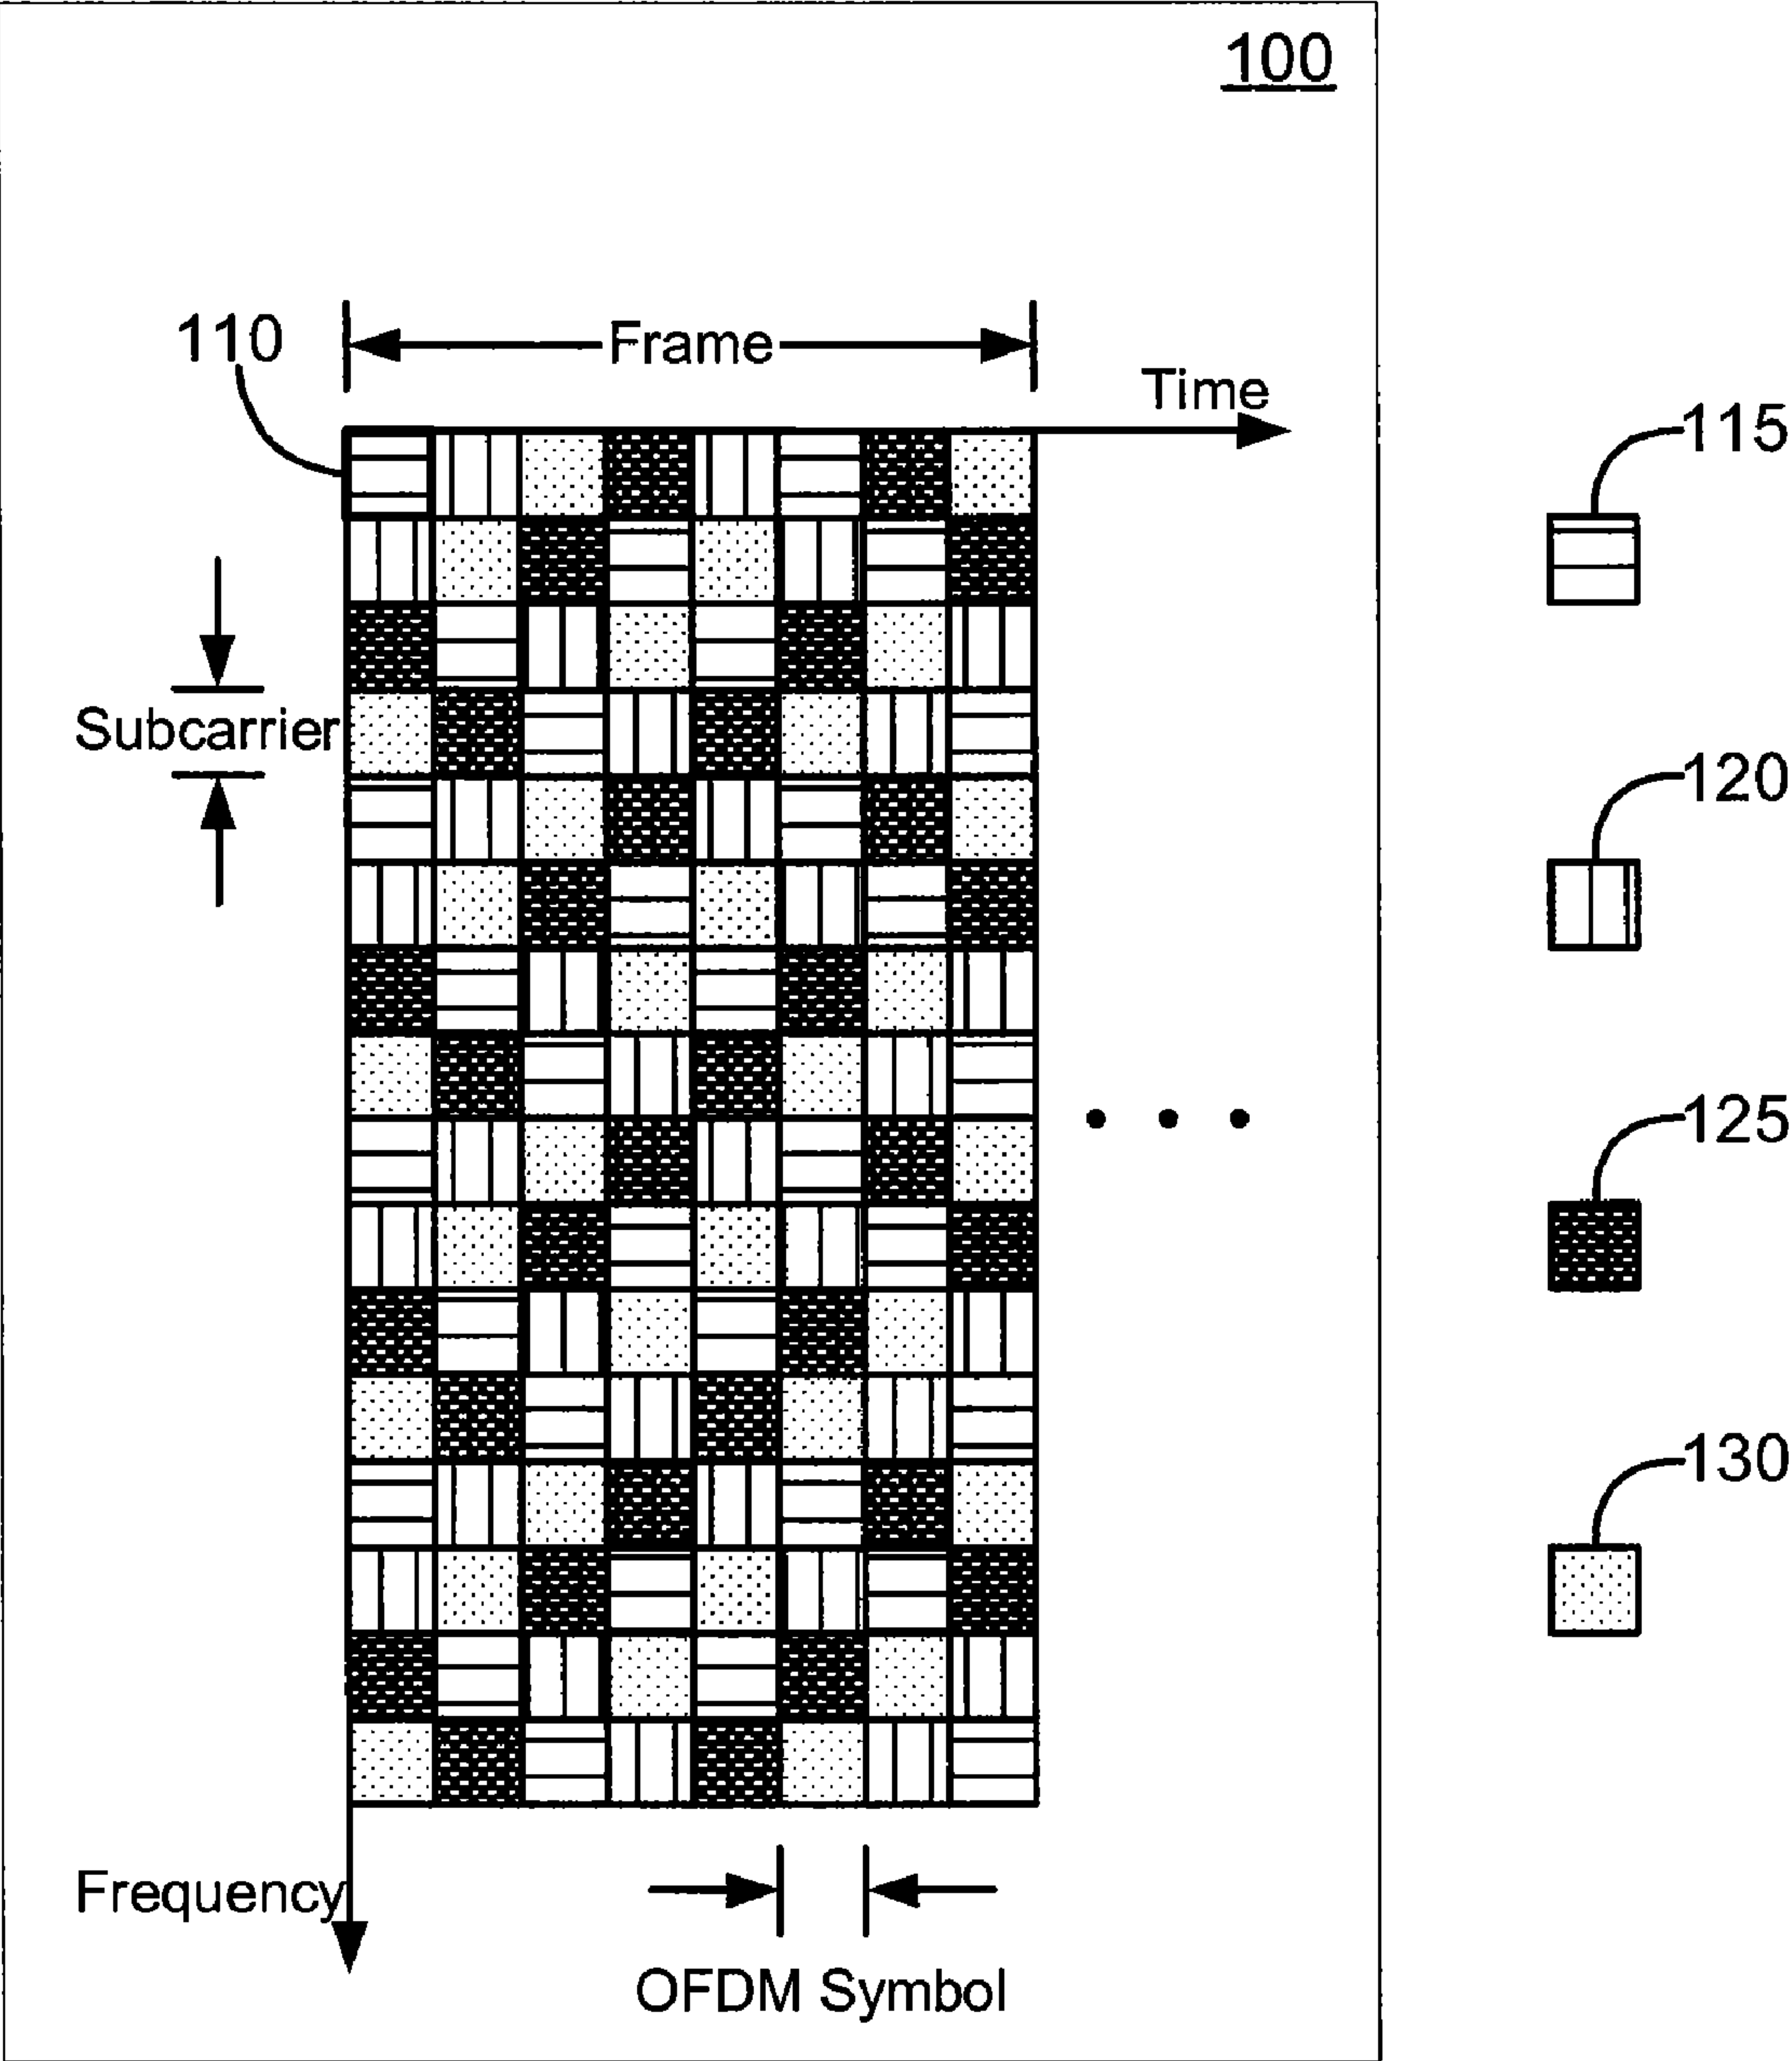 100
110
Frame
Time
115
Subcarrier
120
125
130
Frequency
OFDM Symbol